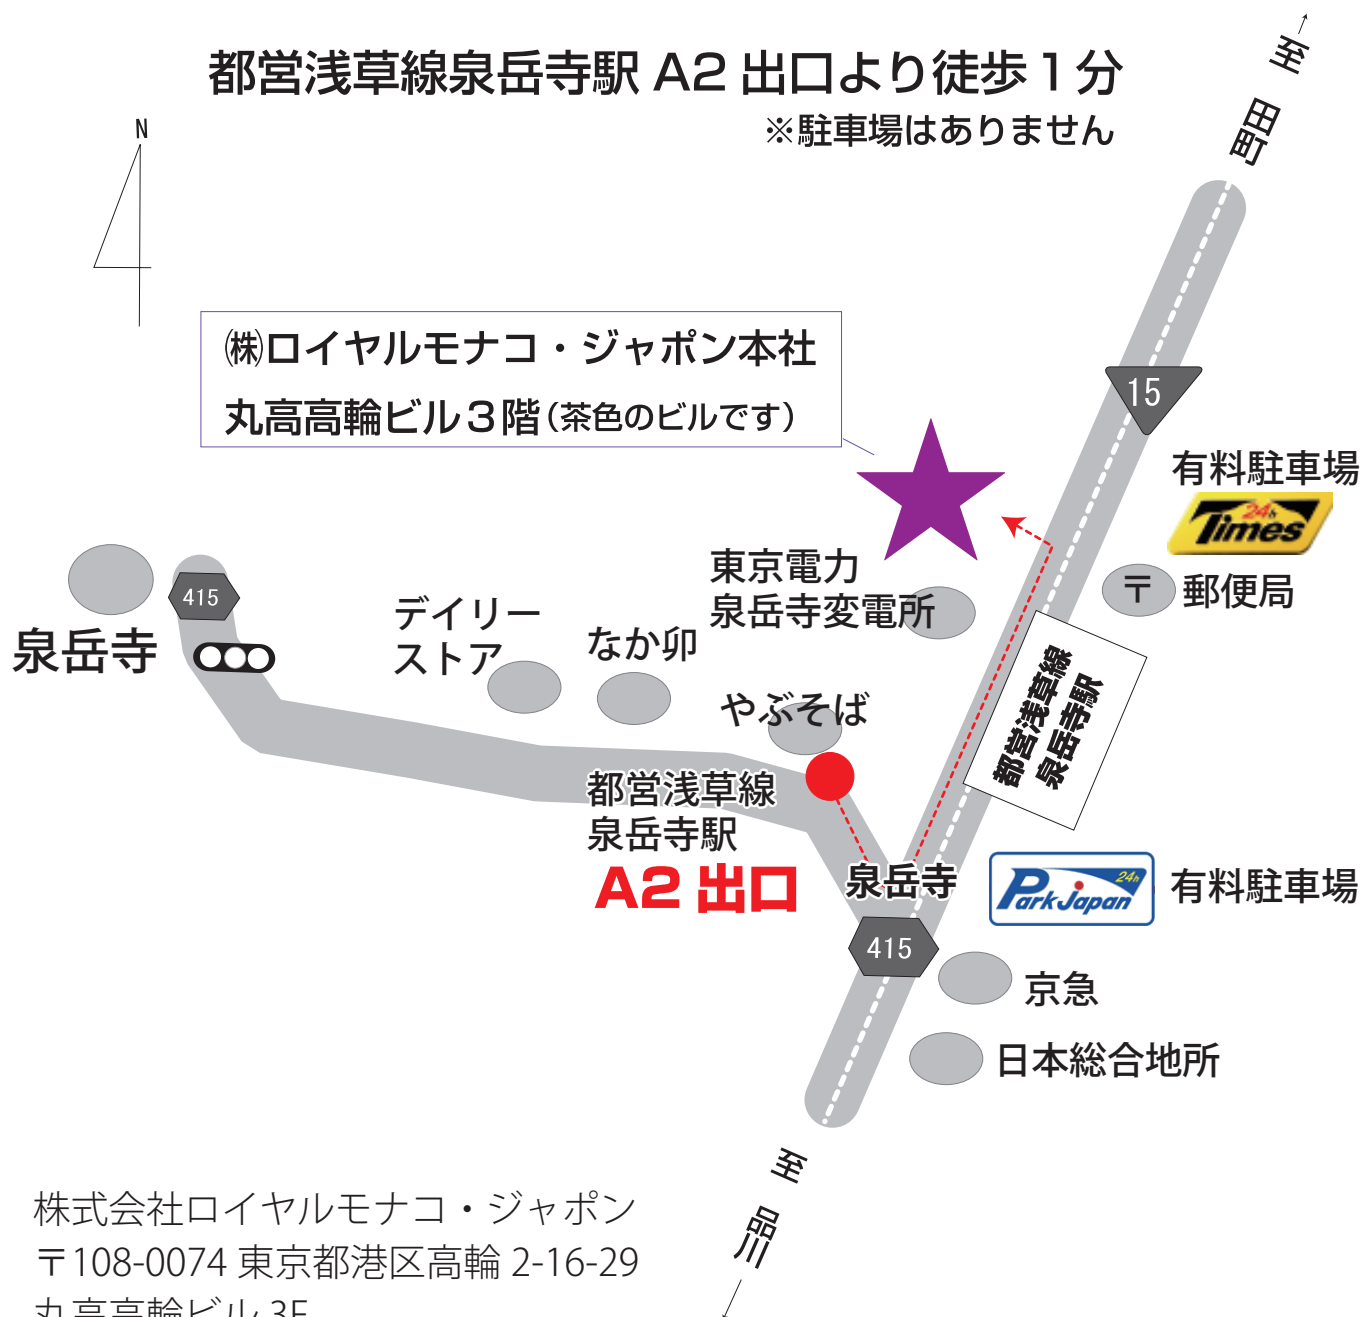 都営浅草線泉岳寺駅 A2 出口より徒歩1分
※駐車場はありません
至 田町
N
㈱ロイヤルモナコ・ジャポン本社
丸高高輪ビル3階(茶色のビルです)
15
有料駐車場
24h
Times
〒 郵便局
東京電力
泉岳寺変電所
415
泉岳寺
デイリー
ストア
なか卯
やぶそば
都営浅草線
泉岳寺駅
都営浅草線
泉岳寺駅
A2 出口
泉岳寺
24h
ParkJapan
有料駐車場
415
京急
日本総合地所
至 品川
株式会社ロイヤルモナコ・ジャポン
〒108-0074 東京都港区高輪 2-16-29
丸高高輪ビル 3F